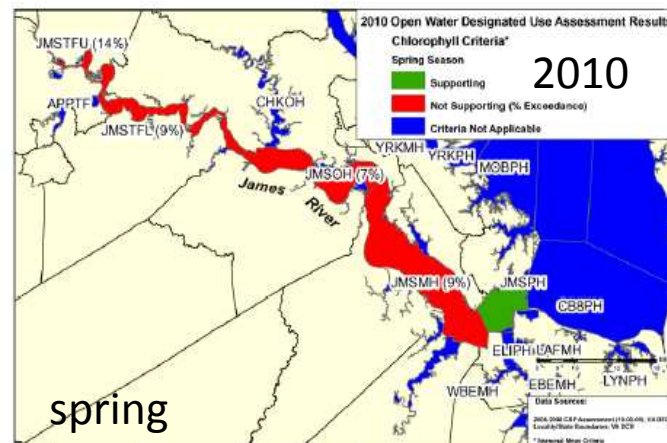 2010 Open Water Designated Use Assessment Results
Chlorophyll Criteria*
Spring Season
2010
Supporting
Not Supporting (% Exceedance)
Criteria Not Applicable
JMSTFU (14%)
APPTF
JMSTFL (9%)
CHKOH
YRKMH
YRKPH
MOBPH
JMSOH (7%)
James
River
JMSMH (9%)
JMSPH
CB8PH
ELIPH
LAFMH
WBEMH
EBEMH
LYNPH
spring
Data Sources: